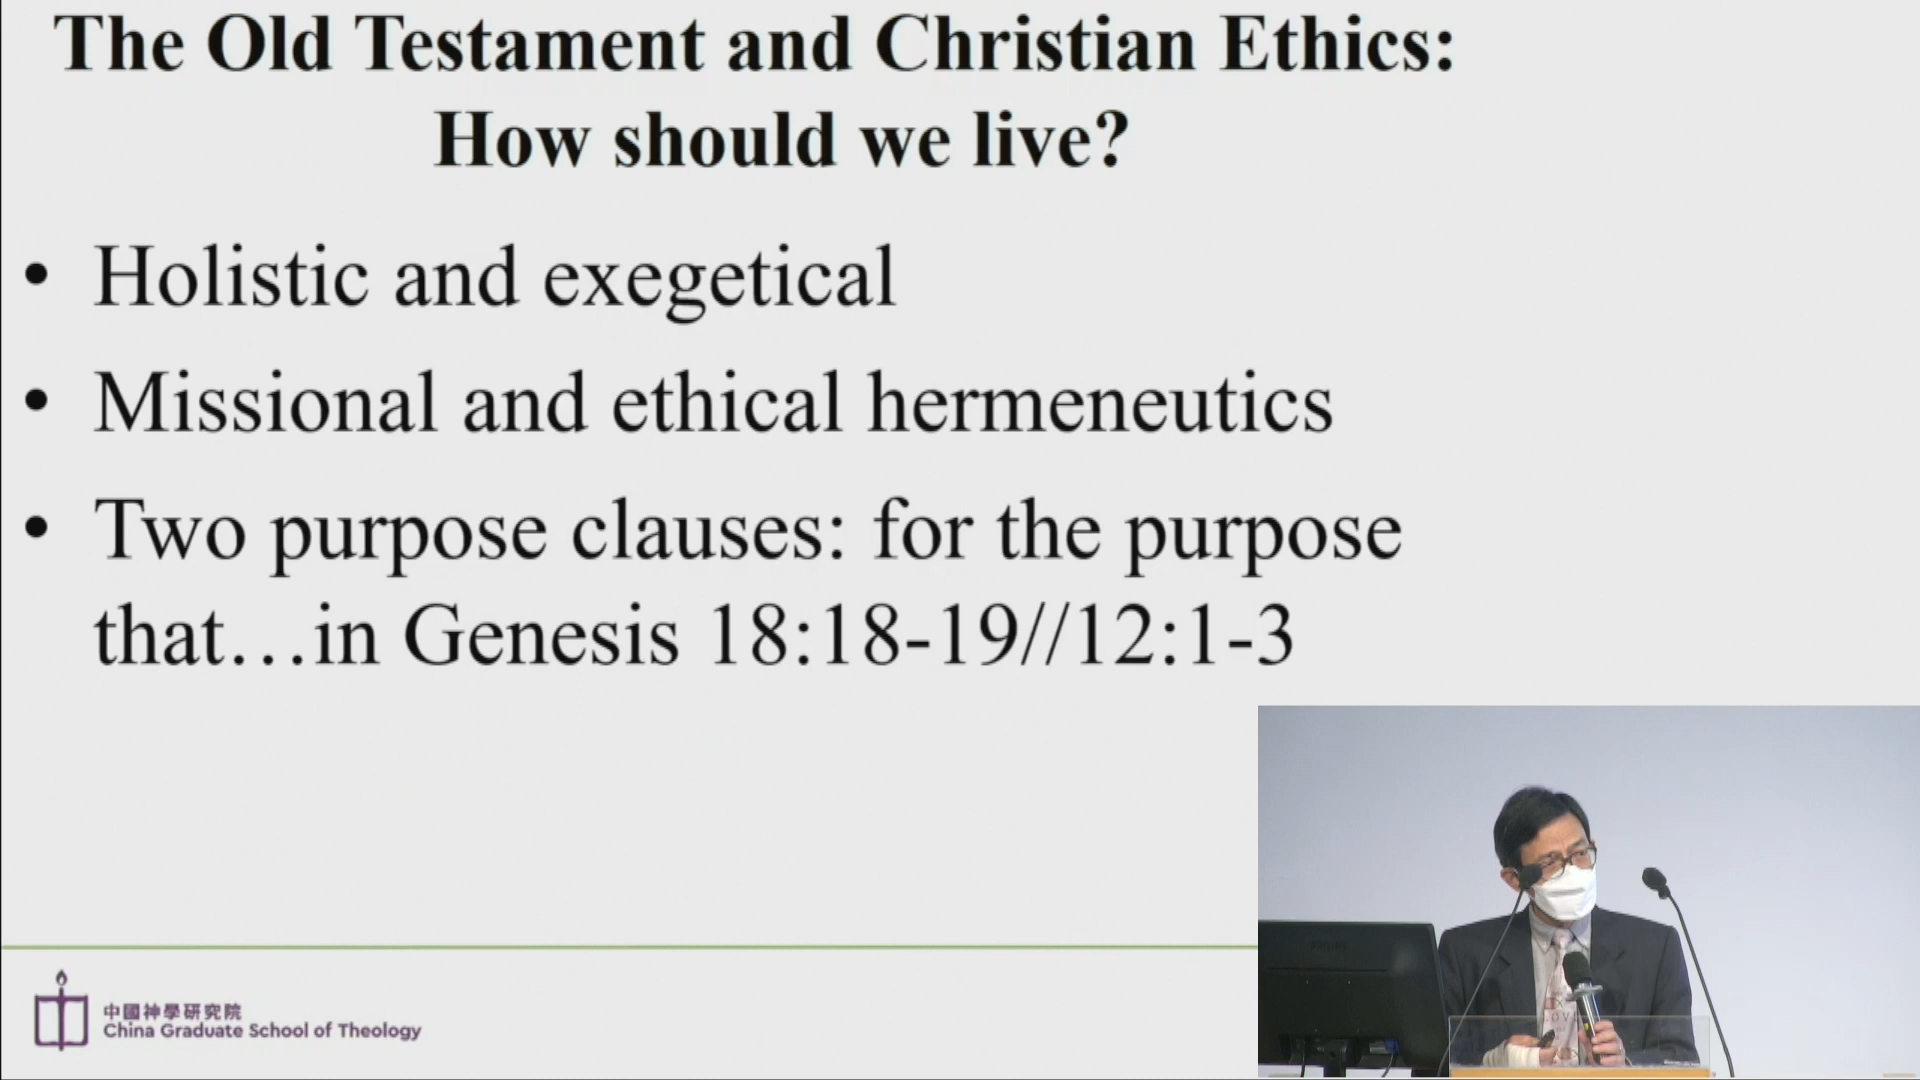 The Old Testament and Christian Ethics:
How should we live?
• Holistic and exegetical
• Missional and ethical hermeneutics
• Two purpose clauses: for the purpose
that…in Genesis 18:18-19//12:1-3
中國神學研究院
China Graduate School of Theology